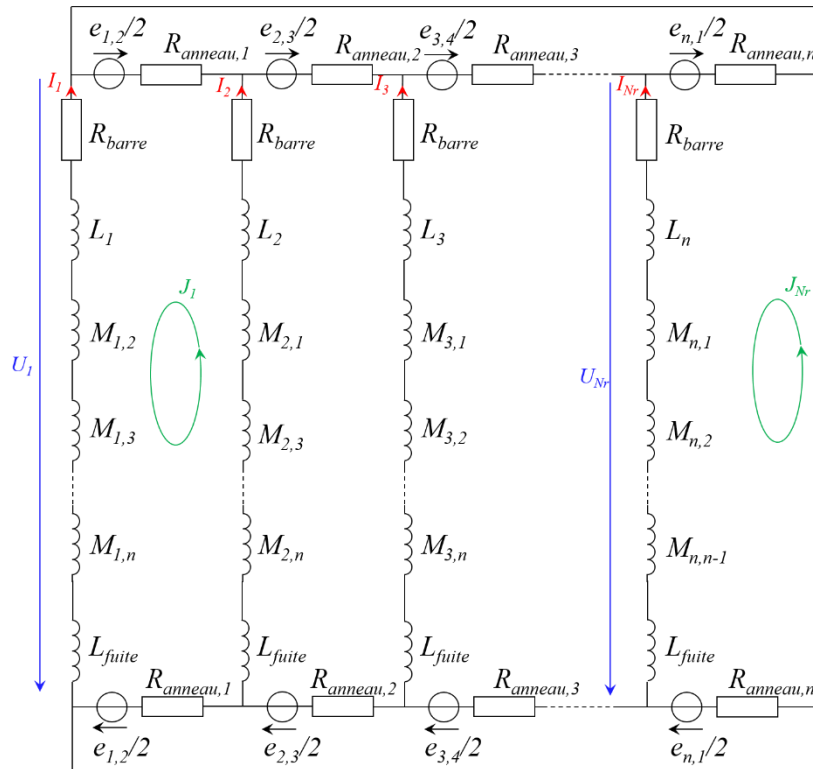 e1,2/2 Ranneau,1 e2,3/2 Ranneau,2 e3,4/2 Ranneau,3 en,1/2 Ranneau,n
I1 I2 I3 INr
Rbarre Rbarre Rbarre Rbarre
L1 L2 L3 Ln
J1 JNr
M1,2 M2,1 M3,1 Mn,1
U1 UNr
M1,3 M2,3 M3,2 Mn,2
M1,n M2,n M3,n Mn,n-1
Lfuite Lfuite Lfuite Lfuite
Ranneau,1 Ranneau,2 Ranneau,3 Ranneau,n
e1,2/2 e2,3/2 e3,4/2 en,1/2